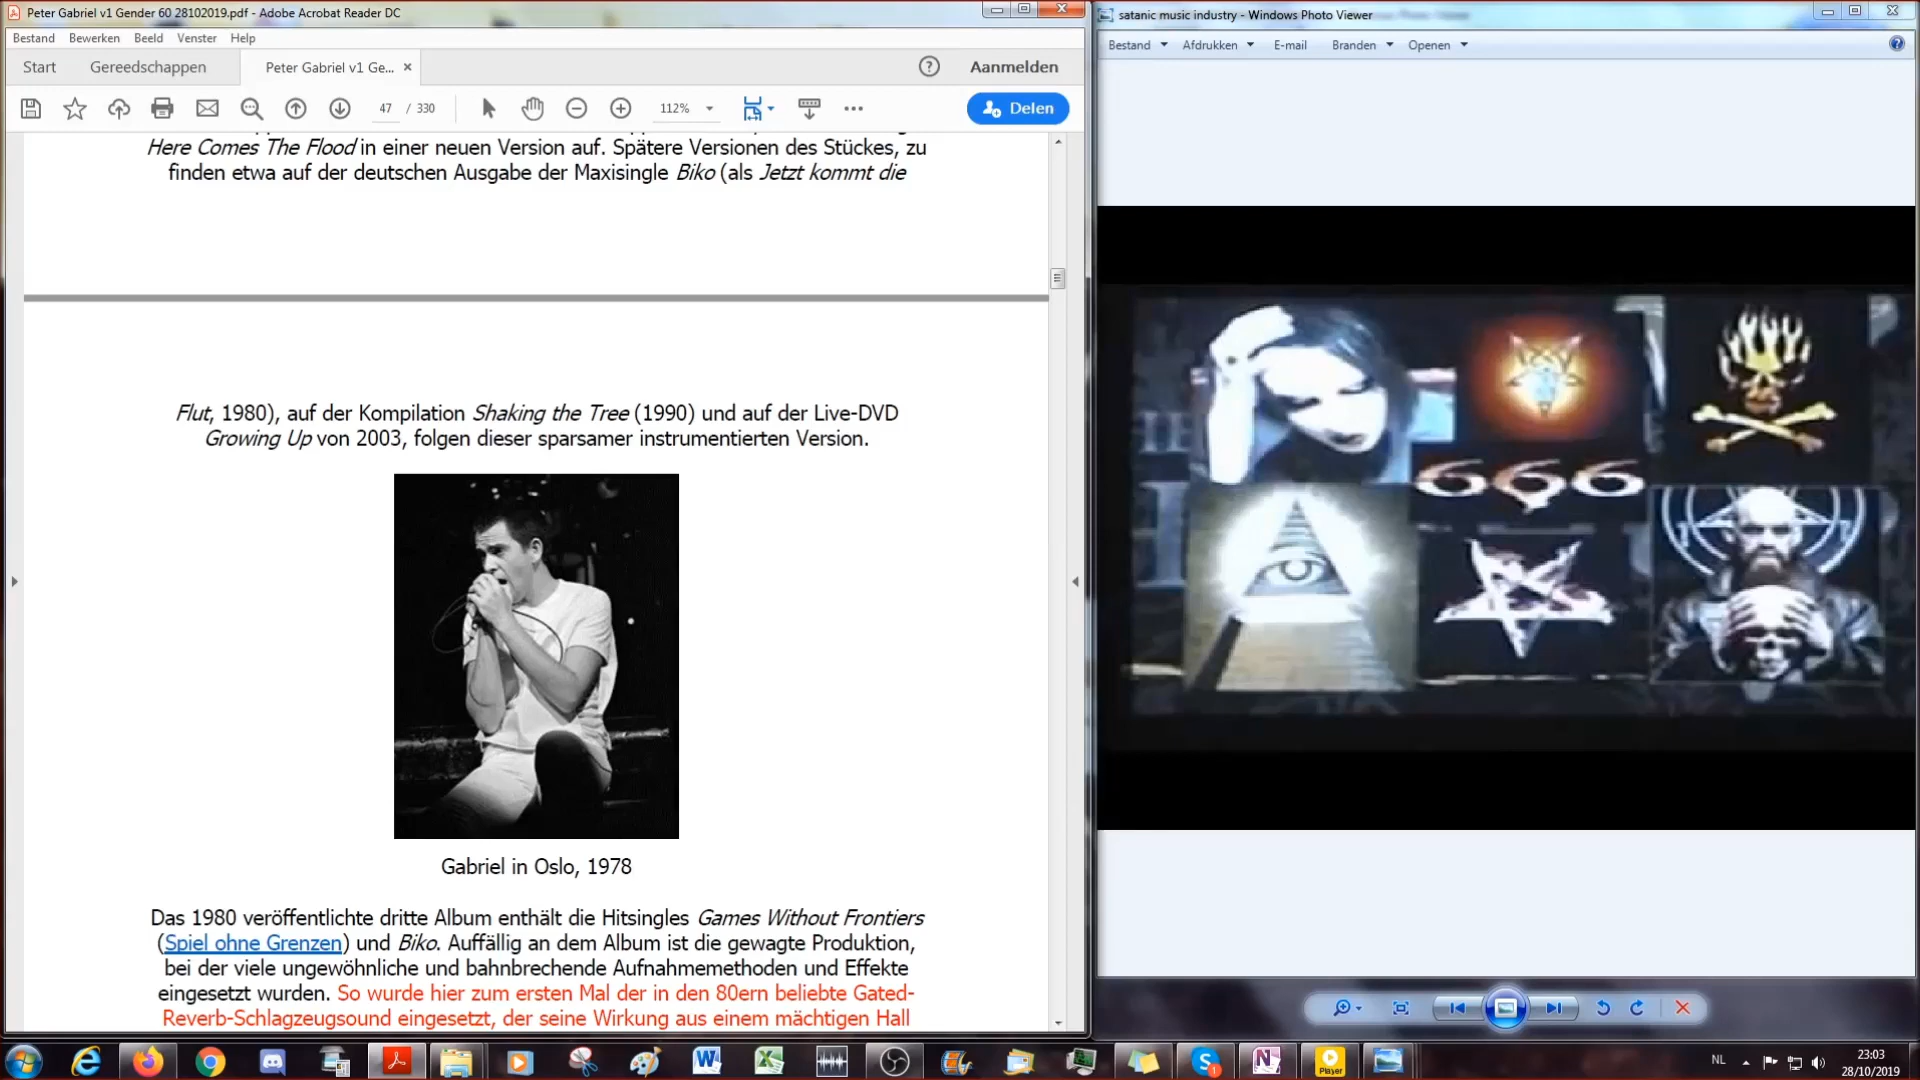 Peter Gabriel v1 Gender 60 28102019.pdf - Adobe Acrobat Reader DC
Bestand Bewerken Beeld Venster Help
Start Gereedschappen Peter Gabriel v1 Ge... × Aanmelden
47 / 330 112% Delen
Here Comes The Flood in einer neuen Version auf. Spätere Versionen des Stückes, zu
finden etwa auf der deutschen Ausgabe der Maxisingle Biko (als Jetzt kommt die
Flut, 1980), auf der Kompilation Shaking the Tree (1990) und auf der Live-DVD
Growing Up von 2003, folgen dieser sparsamer instrumentierten Version.
Gabriel in Oslo, 1978
Das 1980 veröffentlichte dritte Album enthält die Hitsingles Games Without Frontiers
(Spiel ohne Grenzen) und Biko. Auffällig an dem Album ist die gewagte Produktion,
bei der viele ungewöhnliche und bahnbrechende Aufnahmemethoden und Effekte
eingesetzt wurden. So wurde hier zum ersten Mal der in den 80ern beliebte Gated-
Reverb-Schlagzeugsound eingesetzt, der seine Wirkung aus einem mächtigen Hall
satanic music industry - Windows Photo Viewer
Bestand Afdrukken E-mail Branden Openen
666
Player
NL
23:03
28/10/2019